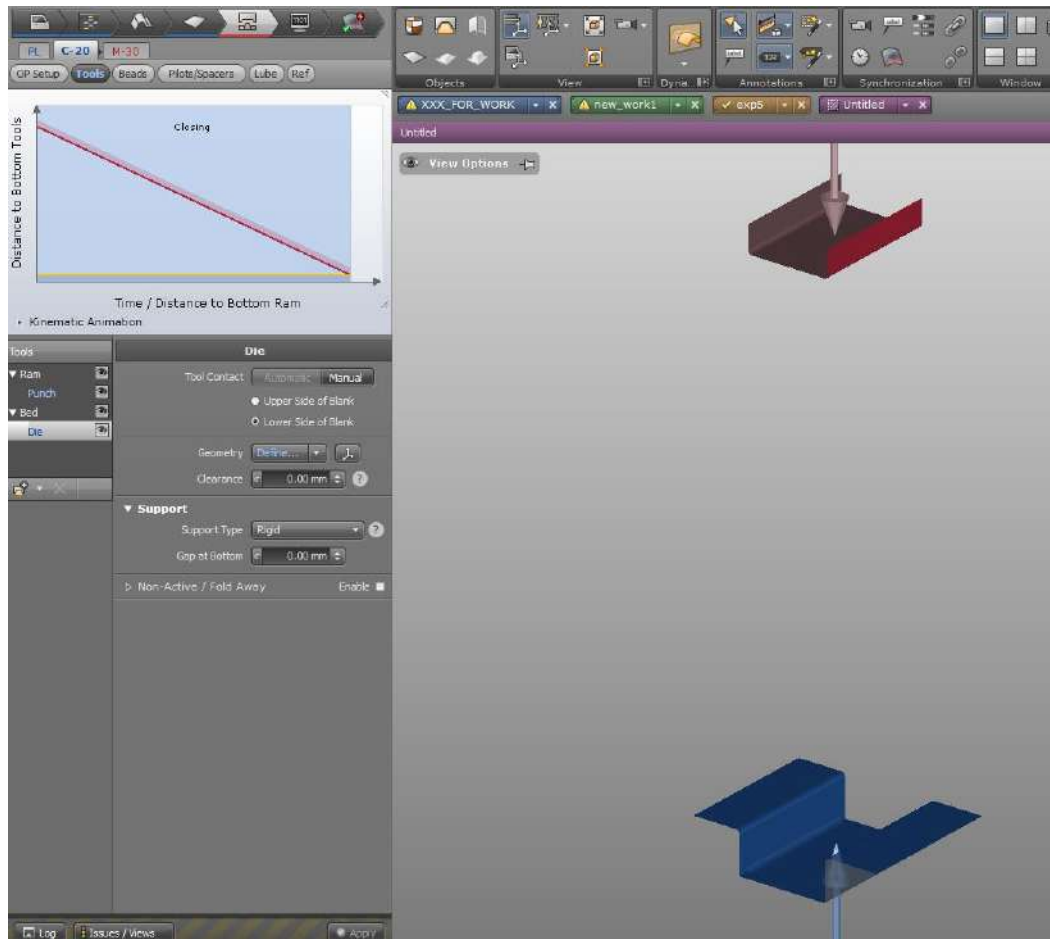 PL C-20 M-30
OP Setup Tools Beads Pilots/Spacers Lube Ref
Objects View Dyna. Annotations Synchronization Window
XXX_FOR_WORK new_work1 exp5 Untitled
Untitled
View Options
Closing
Distance to Bottom Tools
Time / Distance to Bottom Ram
Kinematic Animation
Tools
Ram
Punch
Bed
Die
Die
Tool Contact Automatic Manual
Upper Side of Blank
Lower Side of Blank
Geometry Define...
Clearance 0.00 mm ?
Support
Support Type Rigid ?
Gap at Bottom 0.00 mm
Non-Active / Fold Away Enable
Log Issues / Views Apply